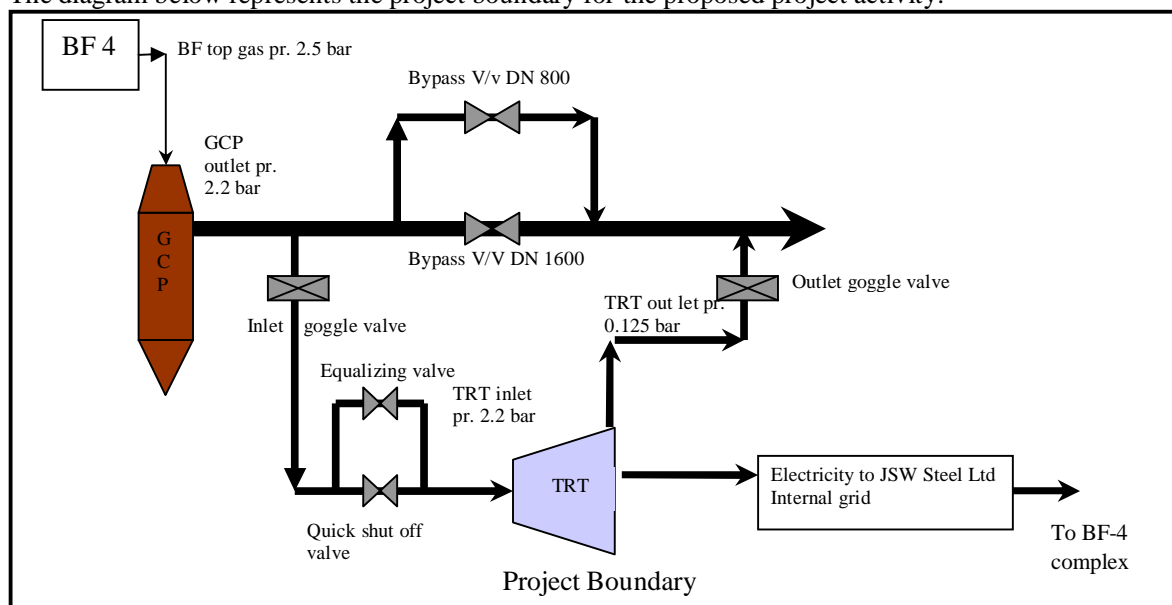 The diagram below represents the project boundary for the proposed project activity.
BF 4
BF top gas pr. 2.5 bar
Bypass V/v DN 800
GCP
outlet pr.
2.2 bar
G
C
P
Bypass V/V DN 1600
Inlet goggle valve
Outlet goggle valve
TRT out let pr.
0.125 bar
Equalizing valve
TRT inlet
pr. 2.2 bar
TRT
Electricity to JSW Steel Ltd
Internal grid
Quick shut off
valve
To BF-4
complex
Project Boundary